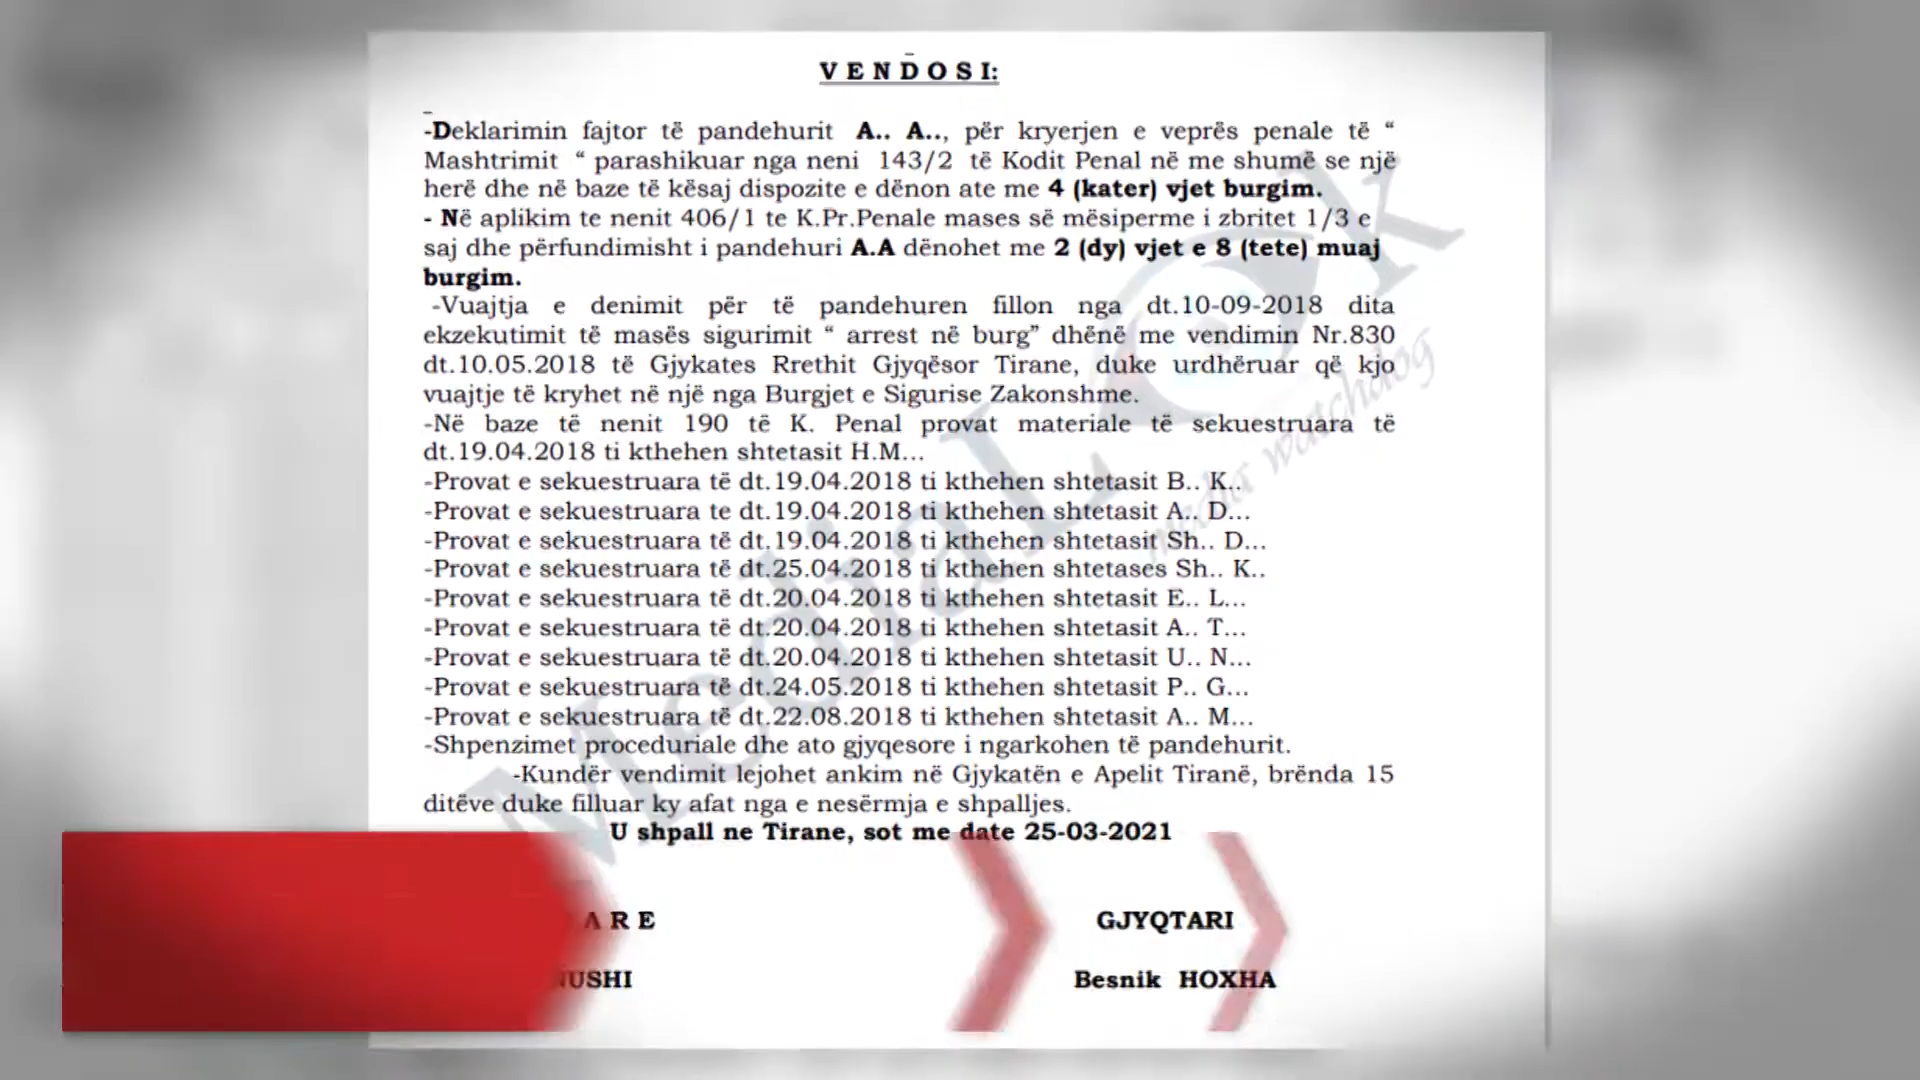 VENDOSI:
-Deklarimin fajtor të pandehurit A.. A.., për kryerjen e veprës penale të “
Mashtrimit “ parashikuar nga neni 143/2 të Kodit Penal në me shumë se një
herë dhe në baze të kësaj dispozite e dënon ate me 4 (kater) vjet burgim.
- Në aplikim te nenit 406/1 te K.Pr.Penale mases së mësiperme i zbritet 1/3 e
saj dhe përfundimisht i pandehuri A.A dënohet me 2 (dy) vjet e 8 (tete) muaj
burgim.
-Vuajtja e denimit për të pandehuren fillon nga dt.10-09-2018 dita
ekzekutimit të masës sigurimit “ arrest në burg” dhënë me vendimin Nr.830
dt.10.05.2018 të Gjykates Rrethit Gjyqësor Tirane, duke urdhëruar që kjo
vuajtje të kryhet në një nga Burgjet e Sigurise Zakonshme.
-Në baze të nenit 190 të K. Penal provat materiale të sekuestruara të
dt.19.04.2018 ti kthehen shtetasit H.M...
-Provat e sekuestruara të dt.19.04.2018 ti kthehen shtetasit B.. K..
-Provat e sekuestruara te dt.19.04.2018 ti kthehen shtetasit A.. D...
-Provat e sekuestruara të dt.19.04.2018 ti kthehen shtetasit Sh.. D...
-Provat e sekuestruara të dt.25.04.2018 ti kthehen shtetases Sh.. K..
-Provat e sekuestruara të dt.20.04.2018 ti kthehen shtetasit E.. L...
-Provat e sekuestruara të dt.20.04.2018 ti kthehen shtetasit A.. T...
-Provat e sekuestruara të dt.20.04.2018 ti kthehen shtetasit U.. N...
-Provat e sekuestruara të dt.24.05.2018 ti kthehen shtetasit P.. G...
-Provat e sekuestruara të dt.22.08.2018 ti kthehen shtetasit A.. M...
-Shpenzimet proceduriale dhe ato gjyqesore i ngarkohen të pandehurit.
-Kundër vendimit lejohet ankim në Gjykatën e Apelit Tiranë, brënda 15
ditëve duke filluar ky afat nga e nesërmja e shpalljes.
U shpall ne Tirane, sot me date 25-03-2021
ARE GJYQTARI
USHI Besnik HOXHA
MediaLook
media watchdog